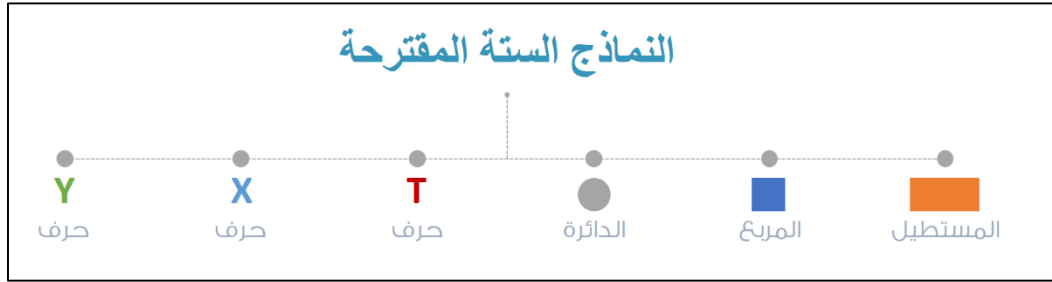 النماذج الستة المقترحة
المستطيل
المربع
الدائرة
T
حرف
X
حرف
Y
حرف